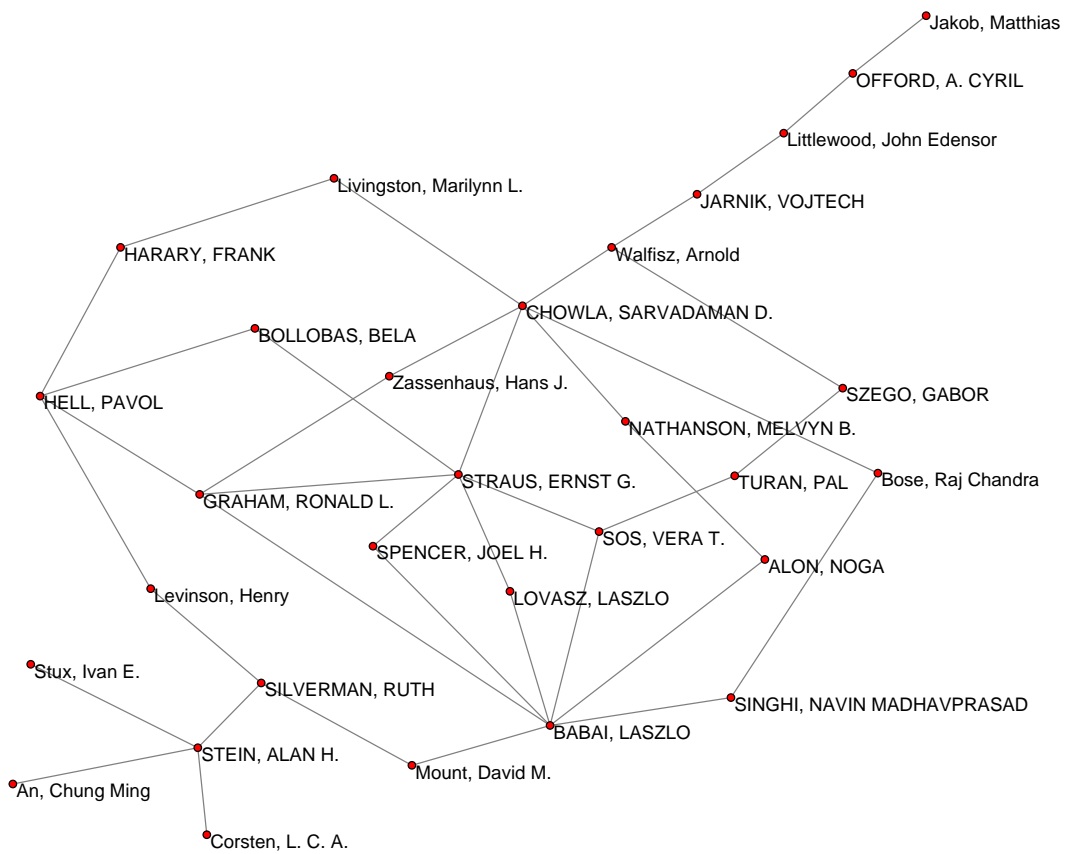 Jakob, Matthias
OFFORD, A. CYRIL
Littlewood, John Edensor
Livingston, Marilynn L.
JARNIK, VOJTECH
HARARY, FRANK
Walfisz, Arnold
CHOWLA, SARVADAMAN D.
BOLLOBAS, BELA
Zassenhaus, Hans J.
SZEGO, GABOR
HELL, PAVOL
NATHANSON, MELVYN B.
STRAUS, ERNST G.
TURAN, PAL
Bose, Raj Chandra
GRAHAM, RONALD L.
SOS, VERA T.
SPENCER, JOEL H.
ALON, NOGA
Levinson, Henry
LOVASZ, LASZLO
Stux, Ivan E.
SILVERMAN, RUTH
SINGHI, NAVIN MADHAVPRASAD
BABAI, LASZLO
STEIN, ALAN H.
Mount, David M.
An, Chung Ming
Corsten, L. C. A.